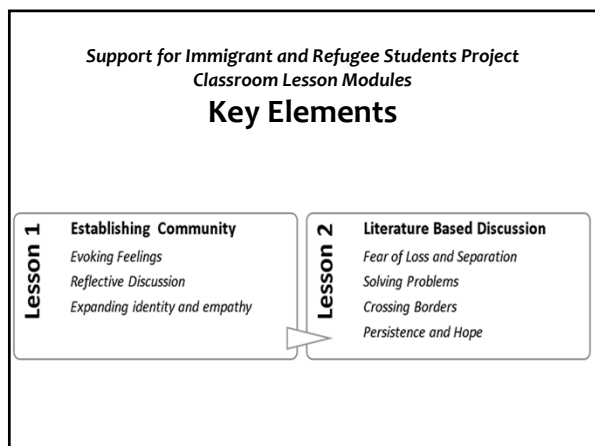 Support for Immigrant and Refugee Students Project
Classroom Lesson Modules
Key Elements
Lesson 1
Establishing Community
Evoking Feelings
Reflective Discussion
Expanding identity and empathy
Lesson 2
Literature Based Discussion
Fear of Loss and Separation
Solving Problems
Crossing Borders
Persistence and Hope